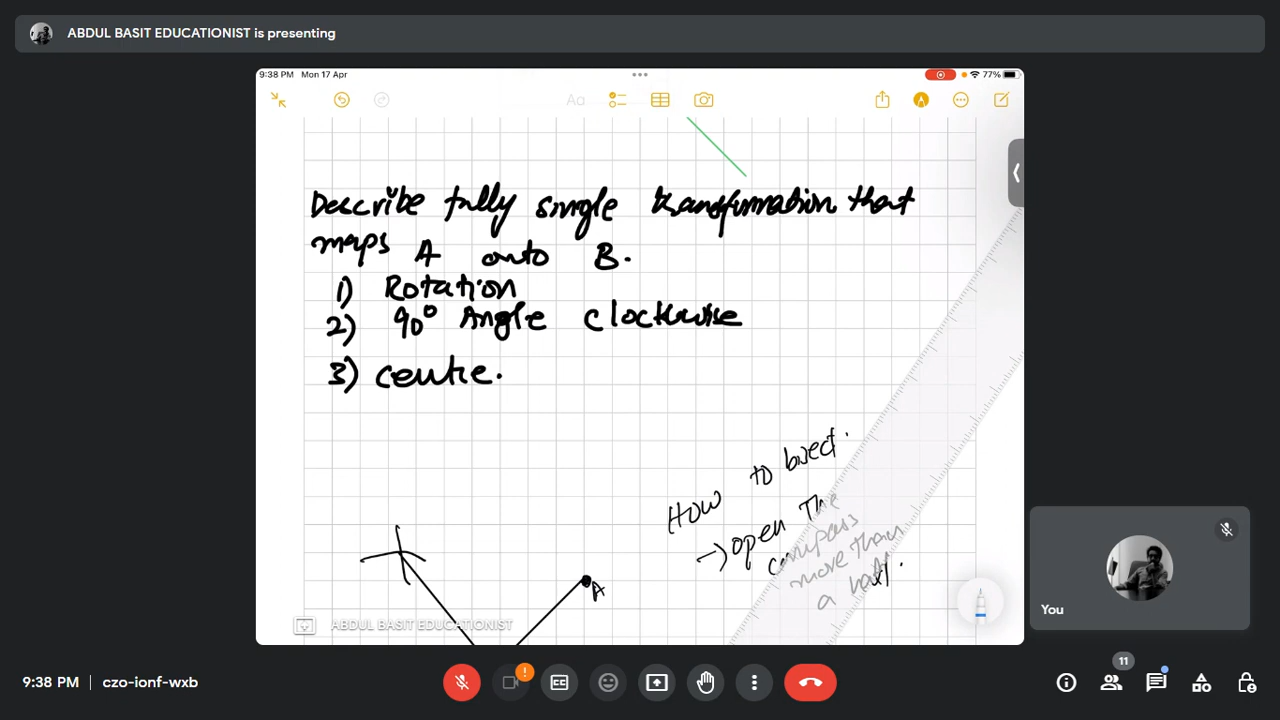 ABDUL BASIT EDUCATIONIST is presenting
9:38 PM Mon 17 Apr
77%
Aa
Describe fully single transformation that
maps A onto B.
1) Rotation
2) 90° Angle clockwise
3) centre.
How to bisect.
→ open the
compass
more than
a half.
A
ABDUL BASIT EDUCATIONIST
You
9:38 PM | czo-ionf-wxb
CC
11